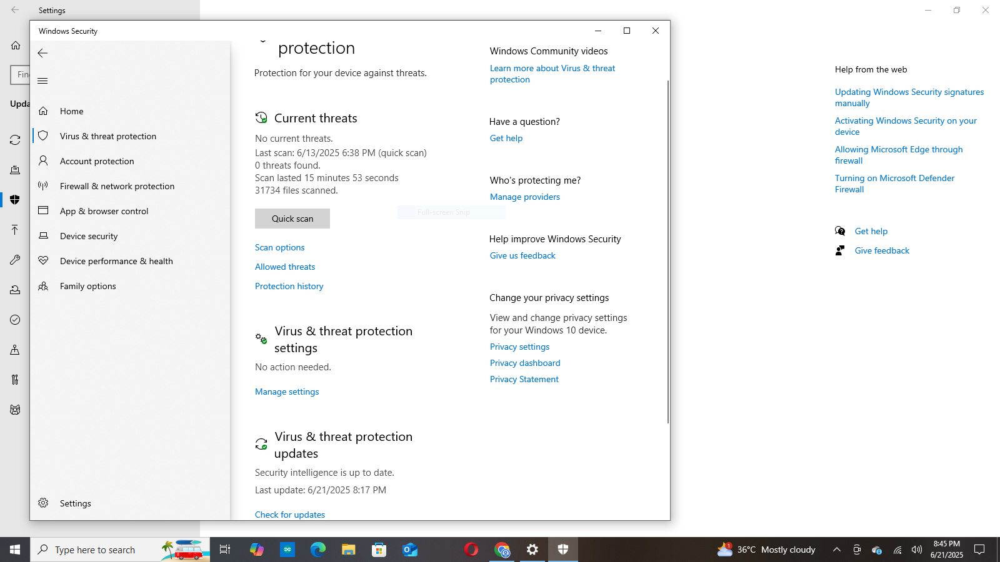 Settings
Fin
Upda
Windows Security
Home
Virus & threat protection
Account protection
Firewall & network protection
App & browser control
Device security
Device performance & health
Family options
Settings
protection
Protection for your device against threats.
Current threats
No current threats.
Last scan: 6/13/2025 6:38 PM (quick scan)
0 threats found.
Scan lasted 15 minutes 53 seconds
31734 files scanned.
Quick scan
Full-screen Snip
Scan options
Allowed threats
Protection history
Virus & threat protection
settings
No action needed.
Manage settings
Virus & threat protection
updates
Security intelligence is up to date.
Last update: 6/21/2025 8:17 PM
Check for updates
Windows Community videos
Learn more about Virus & threat
protection
Have a question?
Get help
Who's protecting me?
Manage providers
Help improve Windows Security
Give us feedback
Change your privacy settings
View and change privacy settings
for your Windows 10 device.
Privacy settings
Privacy dashboard
Privacy Statement
Help from the web
Updating Windows Security signatures
manually
Activating Windows Security on your
device
Allowing Microsoft Edge through
firewall
Turning on Microsoft Defender
Firewall
Get help
Give feedback
Type here to search
1
36°C Mostly cloudy
8:45 PM
6/21/2025